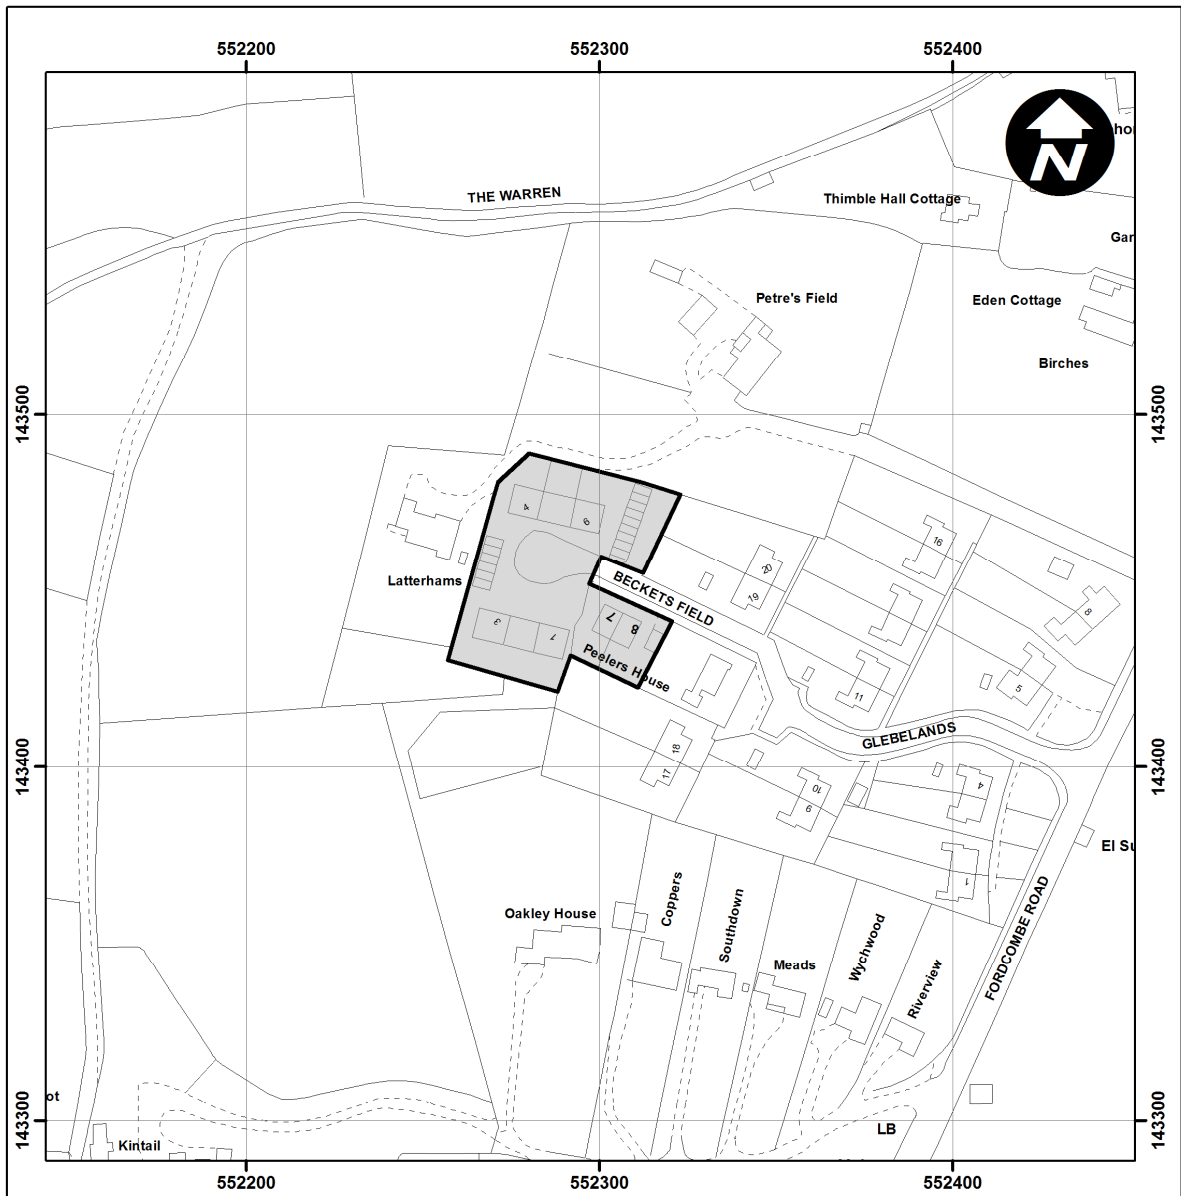 552200
552300
552400
N
THE WARREN
Thimble Hall Cottage
Petre's Field
Eden Cottage
Birches
143500
143500
4
6
16
20
19
8
BECKETS FIELD
Latterhams
3
7
8
Peelers House
11
5
GLEBELANDS
18
17
10
9
4
143400
143400
1
Coppers
Southdown
Oakley House
Meads
Wychwood
Riverview
FORDCOMBE ROAD
LB
Kintail
143300
143300
552200
552300
552400